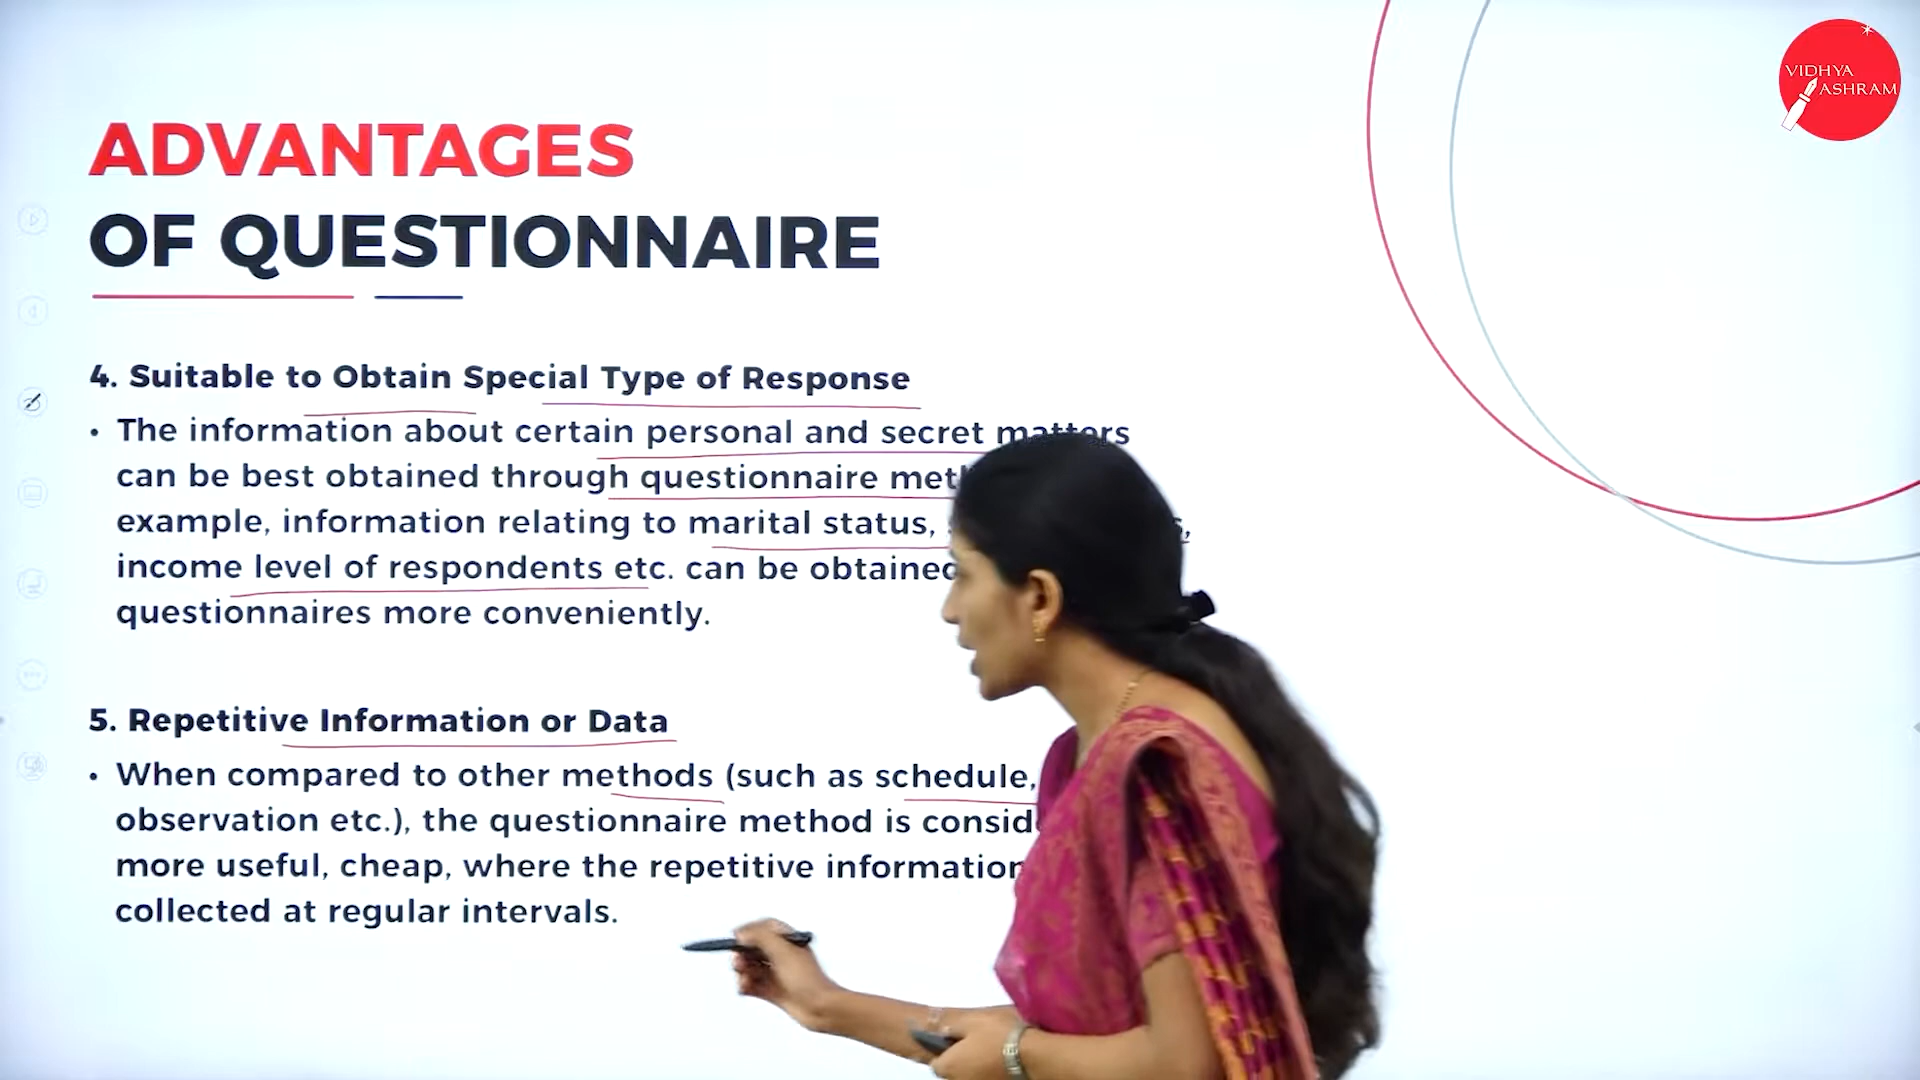 VIDHYA
ASHRAM
ADVANTAGES
OF QUESTIONNAIRE
4. Suitable to Obtain Special Type of Response
• The information about certain personal and secret matters
can be best obtained through questionnaire
example, information relating to marital status,
income level of respondents etc. can be obtained
questionnaires more conveniently.
5. Repetitive Information or Data
• When compared to other methods (such as schedule,
observation etc.), the questionnaire method is
more useful, cheap, where the repetitive information
collected at regular intervals.